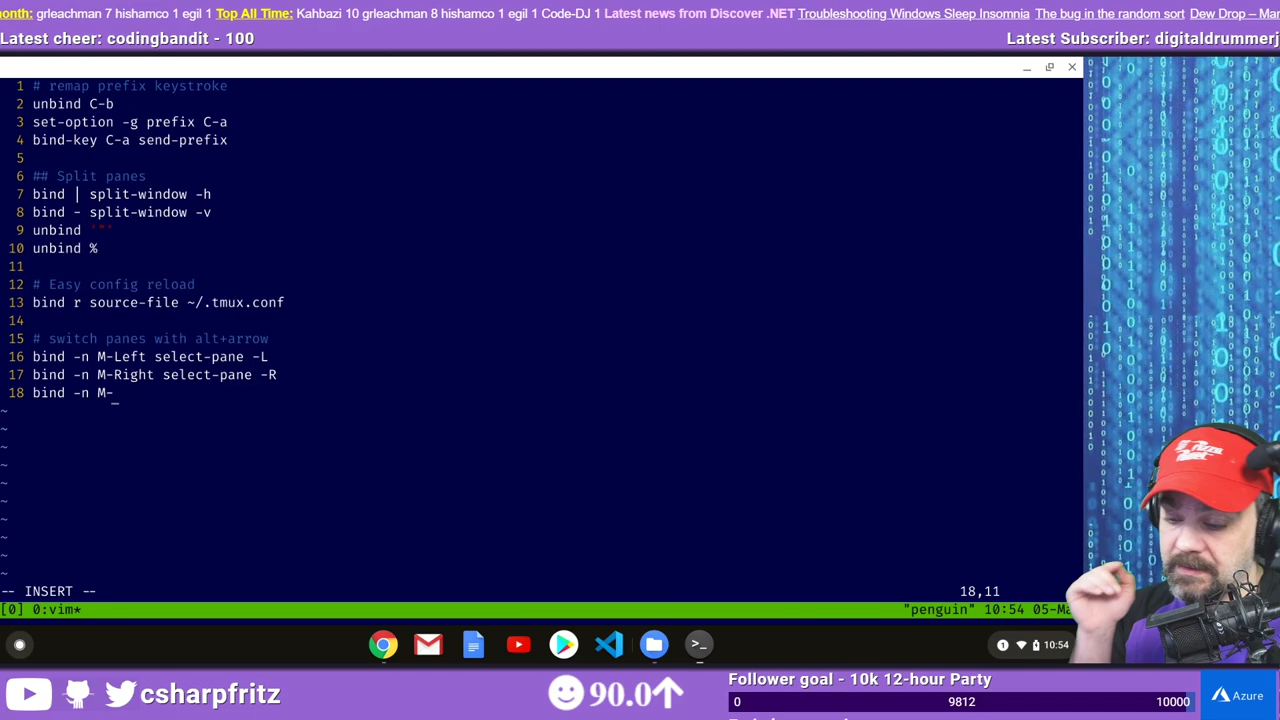 month: grleachman 7 hishamco 1 egil 1 Top All Time: Kahbazi 10 grleachman 8 hishamco 1 egil 1 Code-DJ 1 Latest news from Discover .NET Troubleshooting Windows Sleep Insomnia The bug in the random sort Dew Drop – Mar
Latest cheer: codingbandit - 100
Latest Subscriber: digitaldrummerj
1 # remap prefix keystroke
2 unbind C-b
3 set-option -g prefix C-a
4 bind-key C-a send-prefix
5
6 ## Split panes
7 bind | split-window -h
8 bind - split-window -v
9 unbind '"'
10 unbind %
11
12 # Easy config reload
13 bind r source-file ~/.tmux.conf
14
15 # switch panes with alt+arrow
16 bind -n M-Left select-pane -L
17 bind -n M-Right select-pane -R
18 bind -n M-
~
~
~
~
~
~
~
~
~
~
-- INSERT -- 18,11
[0] 0:vim* "penguin" 10:54 05-Ma
1 10:54
csharpfritz
90.0
Follower goal - 10k 12-hour Party
0 9812 10000
Azure